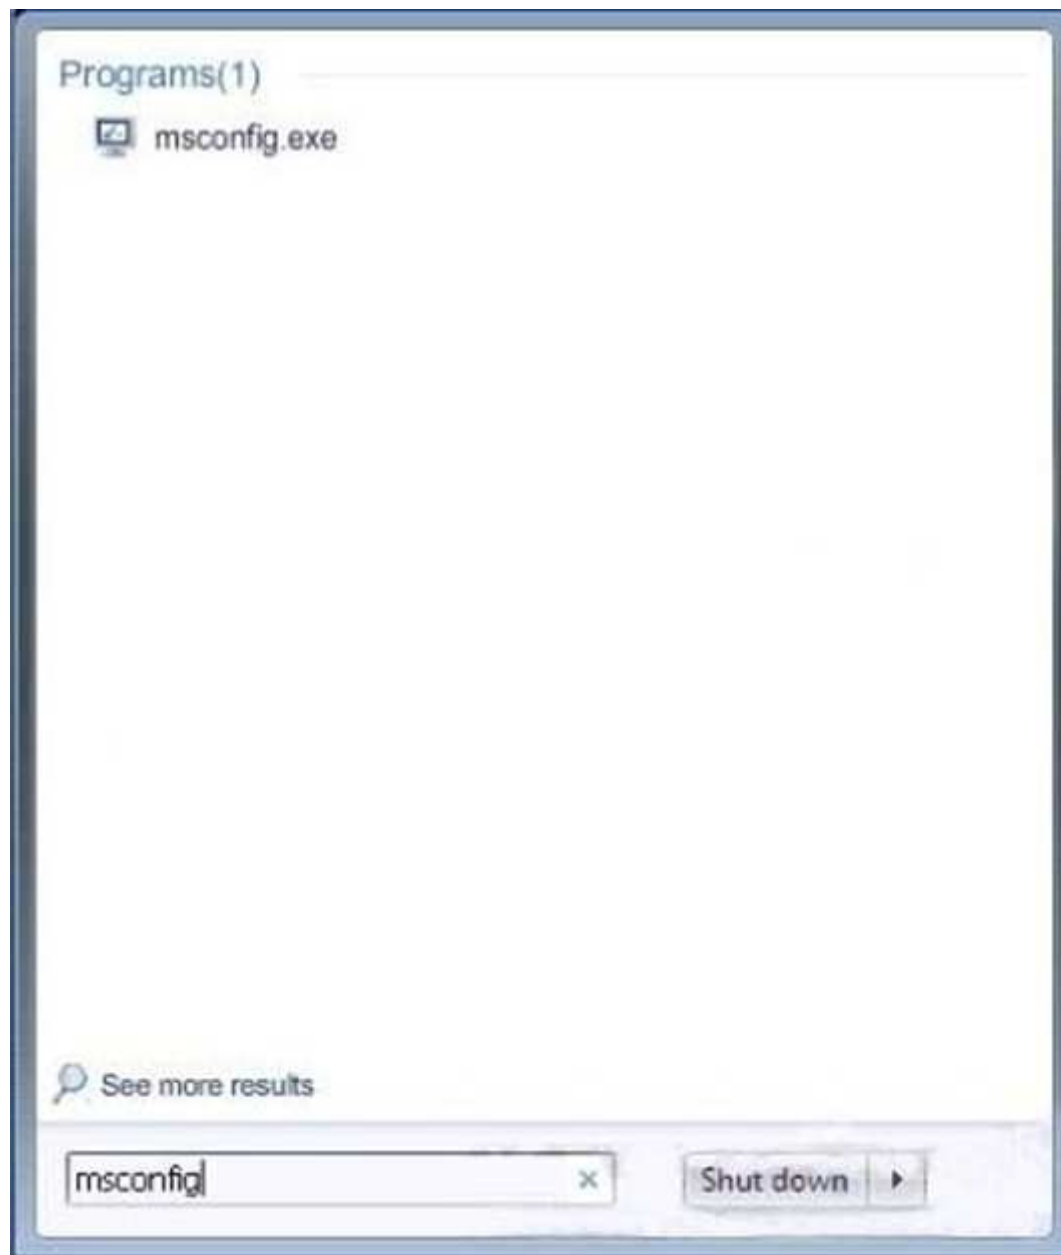 Programs(1)
msconfig.exe
See more results
msconfig
Shut down